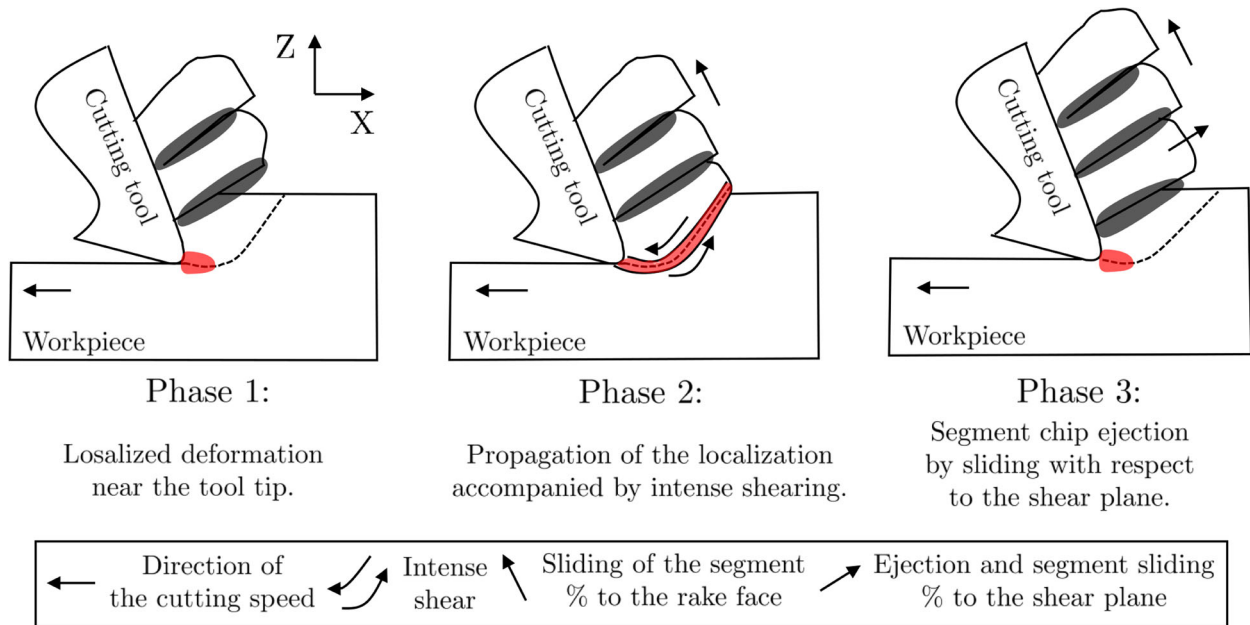 Z
X
Cutting tool
Workpiece
Phase 1:
Losalized deformation
near the tool tip.
Cutting tool
Workpiece
Phase 2:
Propagation of the localization
accompanied by intense shearing.
Cutting tool
Workpiece
Phase 3:
Segment chip ejection
by sliding with respect
to the shear plane.
Direction of
the cutting speed
Intense
shear
Sliding of the segment
% to the rake face
Ejection and segment sliding
% to the shear plane